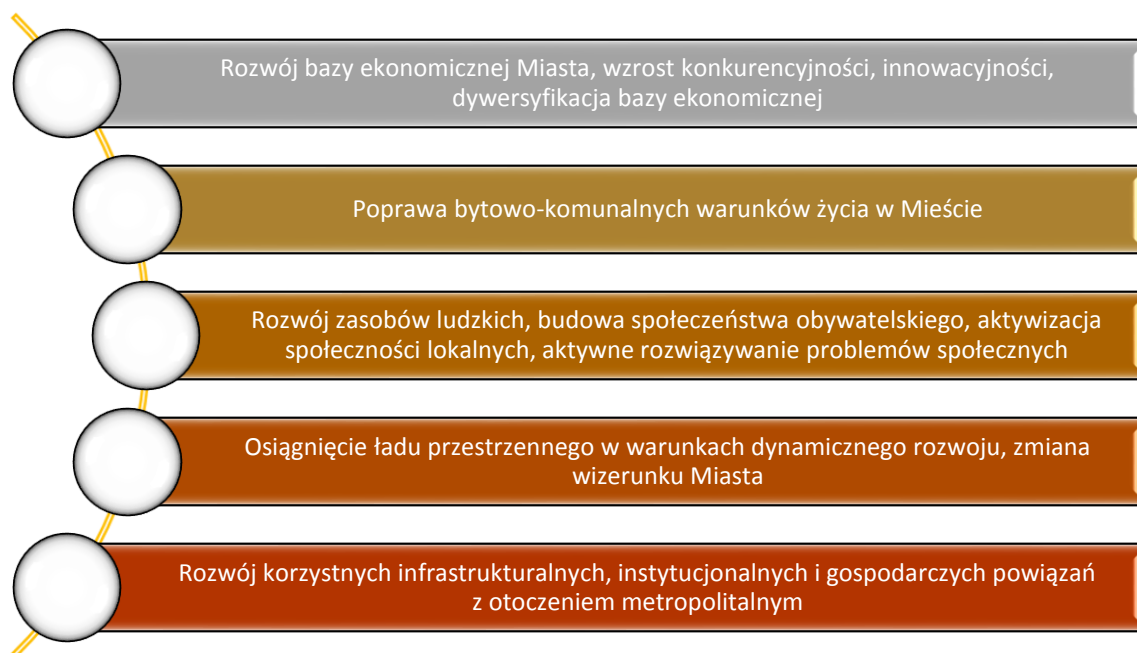 Rozwój bazy ekonomicznej Miasta, wzrost konkurencyjności, innowacyjności,
dywersyfikacja bazy ekonomicznej
Poprawa bytowo-komunalnych warunków życia w Mieście
Rozwój zasobów ludzkich, budowa społeczeństwa obywatelskiego, aktywizacja
społeczności lokalnych, aktywne rozwiązywanie problemów społecznych
Osiągnięcie ładu przestrzennego w warunkach dynamicznego rozwoju, zmiana
wizerunku Miasta
Rozwój korzystnych infrastrukturalnych, instytucjonalnych i gospodarczych powiązań
z otoczeniem metropolitalnym